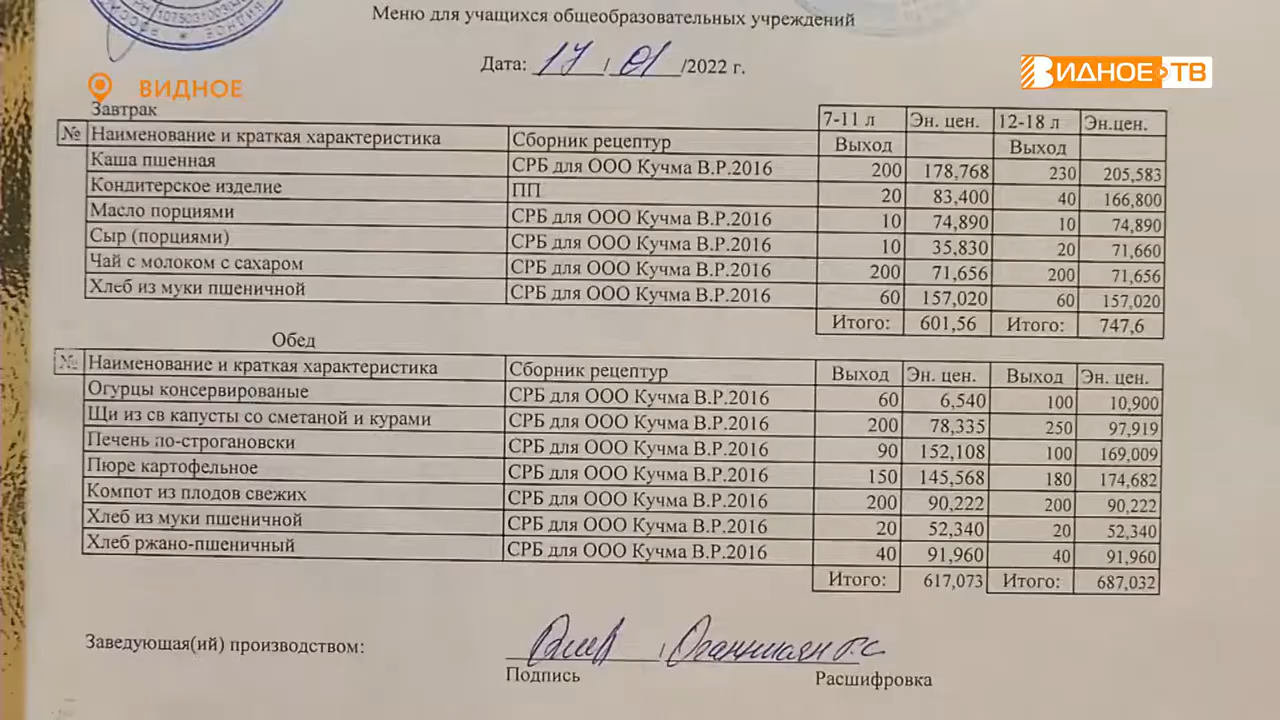 Меню для учащихся общеобразовательных учреждений
Дата: 17 / 01 /2022 г.
ВИДНОЕ
ВИДНОЕ ТВ
Завтрак 7-11 л Эн. цен. 12-18 л Эн.цен.
№ Наименование и краткая характеристика Сборник рецептур Выход Выход
Каша пшенная СРБ для ООО Кучма В.Р.2016 200 178,768 230 205,583
Кондитерское изделие ПП 20 83,400 40 166,800
Масло порциями СРБ для ООО Кучма В.Р.2016 10 74,890 10 74,890
Сыр (порциями) СРБ для ООО Кучма В.Р.2016 10 35,830 20 71,660
Чай с молоком с сахаром СРБ для ООО Кучма В.Р.2016 200 71,656 200 71,656
Хлеб из муки пшеничной СРБ для ООО Кучма В.Р.2016 60 157,020 60 157,020
Итого: 601,56 Итого: 747,6
Обед
№ Наименование и краткая характеристика Сборник рецептур Выход Эн. цен. Выход Эн. цен.
Огурцы консервированые СРБ для ООО Кучма В.Р.2016 60 6,540 100 10,900
Щи из св капусты со сметаной и курами СРБ для ООО Кучма В.Р.2016 200 78,335 250 97,919
Печень по-строгановски СРБ для ООО Кучма В.Р.2016 90 152,108 100 169,009
Пюре картофельное СРБ для ООО Кучма В.Р.2016 150 145,568 180 174,682
Компот из плодов свежих СРБ для ООО Кучма В.Р.2016 200 90,222 200 90,222
Хлеб из муки пшеничной СРБ для ООО Кучма В.Р.2016 20 52,340 20 52,340
Хлеб ржано-пшеничный СРБ для ООО Кучма В.Р.2016 40 91,960 40 91,960
Итого: 617,073 Итого: 687,032
Заведующая(ий) производством:
Подпись Расшифровка